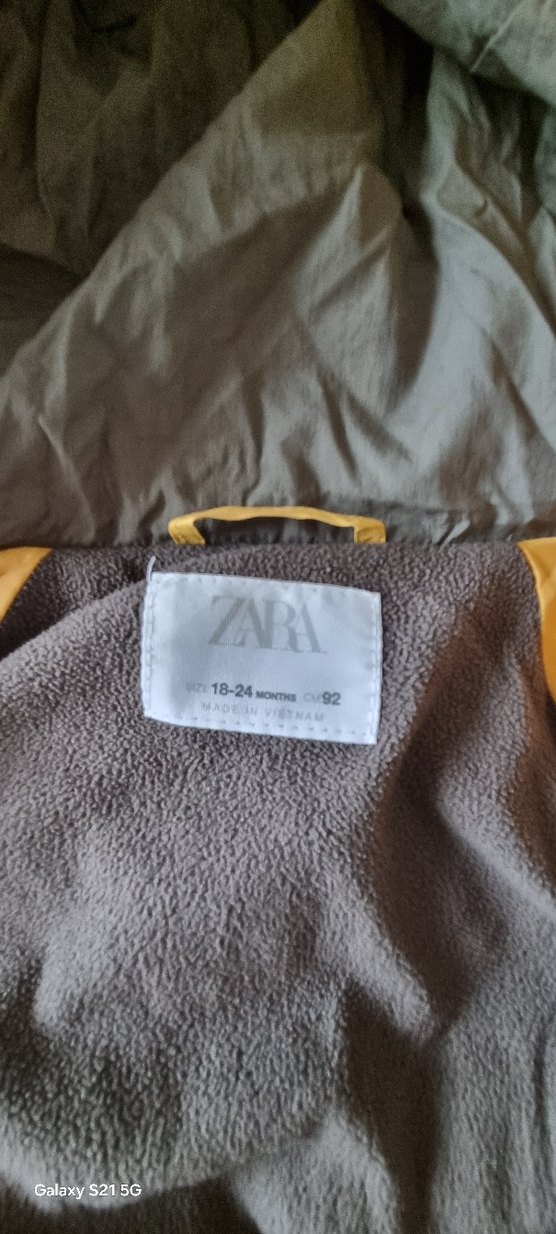 ZARA
SIZE 18-24 MONTHS CM 92
MADE IN VIETNAM
Galaxy S21 5G